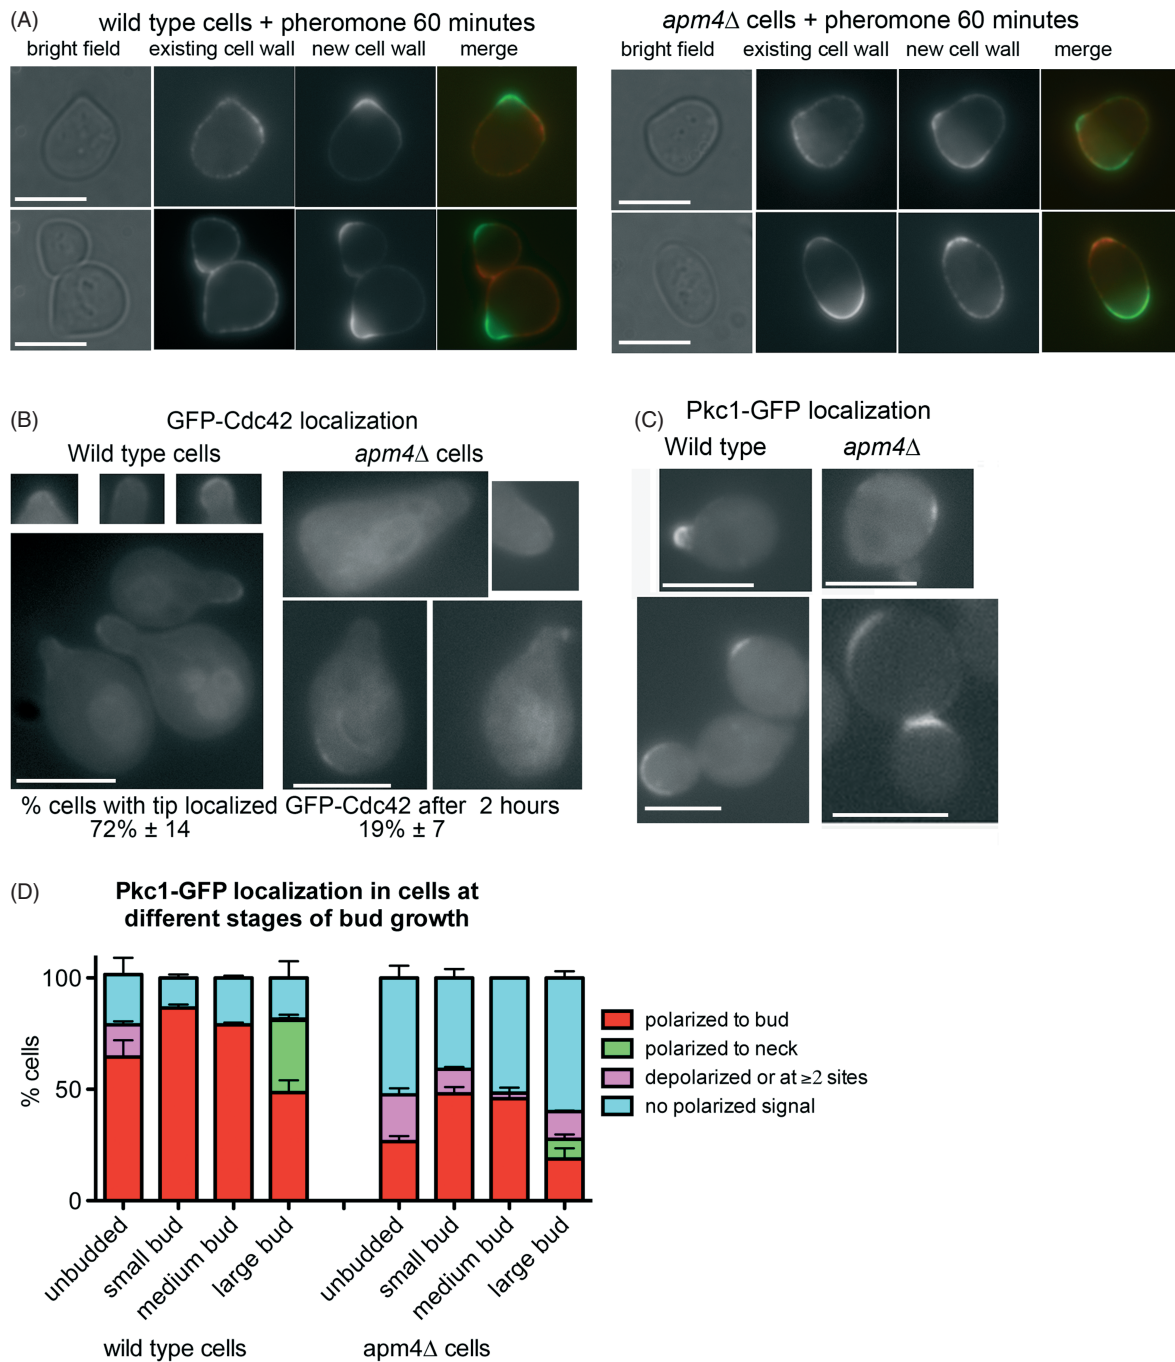 (A)
wild type cells + pheromone 60 minutes
bright field existing cell wall new cell wall merge
apm4Δ cells + pheromone 60 minutes
bright field existing cell wall new cell wall merge
(B)
GFP-Cdc42 localization
Wild type cells apm4Δ cells
% cells with tip localized GFP-Cdc42 after 2 hours
72% ± 14 19% ± 7
(C)
Pkc1-GFP localization
Wild type apm4Δ
(D)
Pkc1-GFP localization in cells at
different stages of bud growth
% cells
100
50
0
unbudded
small bud
medium bud
large bud
unbudded
small bud
medium bud
large bud
wild type cells
apm4Δ cells
polarized to bud
polarized to neck
depolarized or at ≥2 sites
no polarized signal